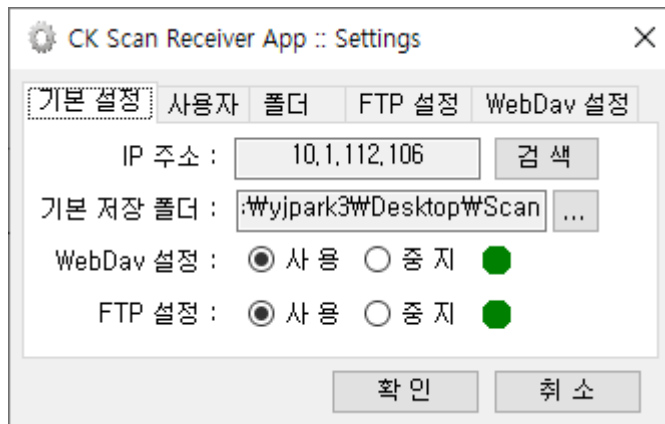 CK Scan Receiver App :: Settings
기본 설정 사용자 폴더 FTP 설정 WebDav 설정
IP 주소 : 10,1,112,106 검 색
기본 저장 폴더 : :₩yjpark3₩Desktop₩Scan ...
WebDav 설정 : 사 용 중 지
FTP 설정 : 사 용 중 지
확 인 취 소